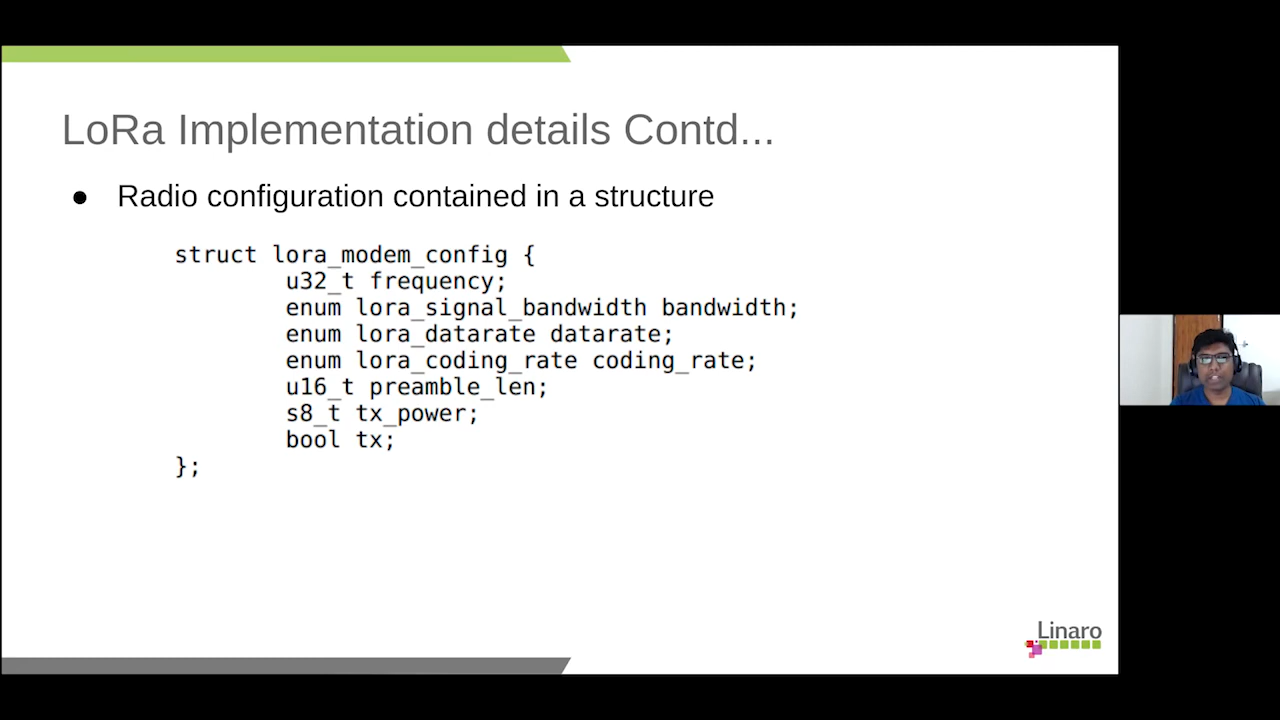 LoRa Implementation details Contd...
● Radio configuration contained in a structure
struct lora_modem_config {
u32_t frequency;
enum lora_signal_bandwidth bandwidth;
enum lora_datarate datarate;
enum lora_coding_rate coding_rate;
u16_t preamble_len;
s8_t tx_power;
bool tx;
};
Linaro